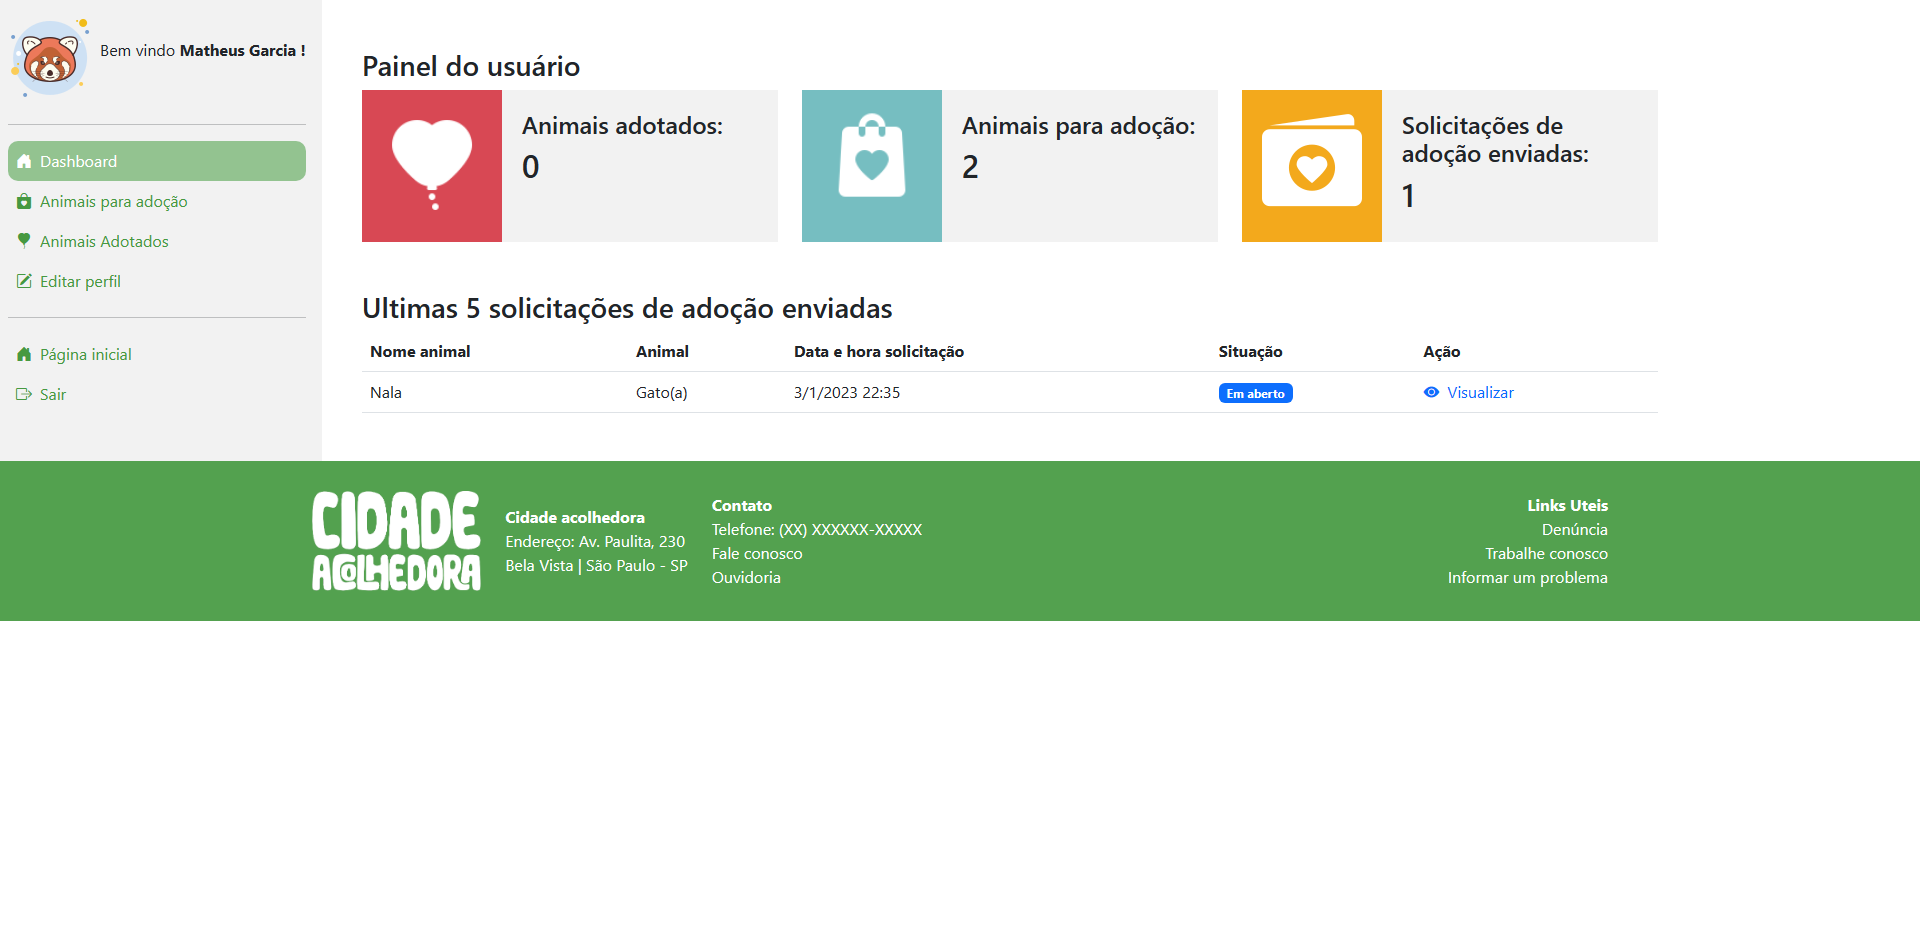 Bem vindo Matheus Garcia !
Dashboard
Animais para adoção
Animais Adotados
Editar perfil
Página inicial
Sair
Painel do usuário
Animais adotados:
0
Animais para adoção:
2
Solicitações de
adoção enviadas:
1
Ultimas 5 solicitações de adoção enviadas
Nome animal Animal Data e hora solicitação Situação Ação
Nala Gato(a) 3/1/2023 22:35 Em aberto Visualizar
CIDADE
ACOLHEDORA
Cidade acolhedora
Endereço: Av. Paulita, 230
Bela Vista | São Paulo - SP
Contato
Telefone: (XX) XXXXXX-XXXXX
Fale conosco
Ouvidoria
Links Uteis
Denúncia
Trabalhe conosco
Informar um problema